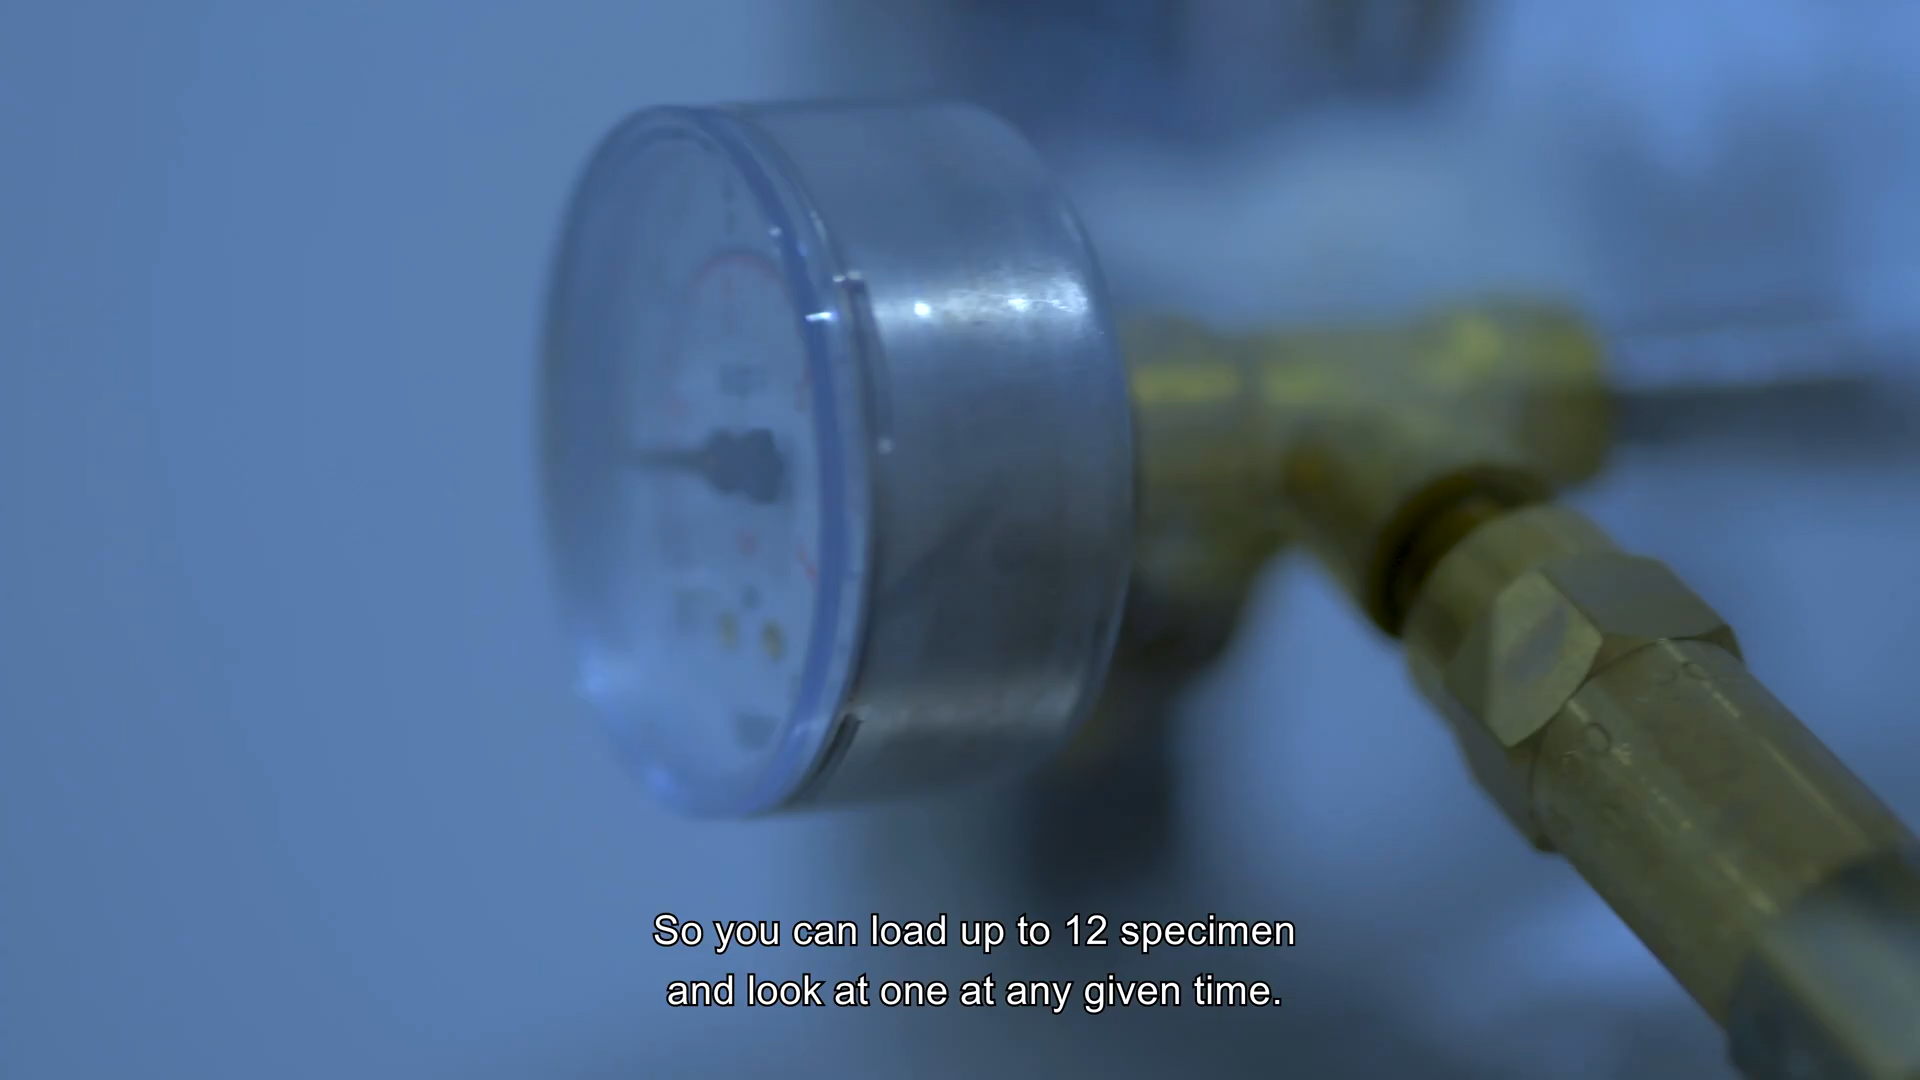 So you can load up to 12 specimen
and look at one at any given time.